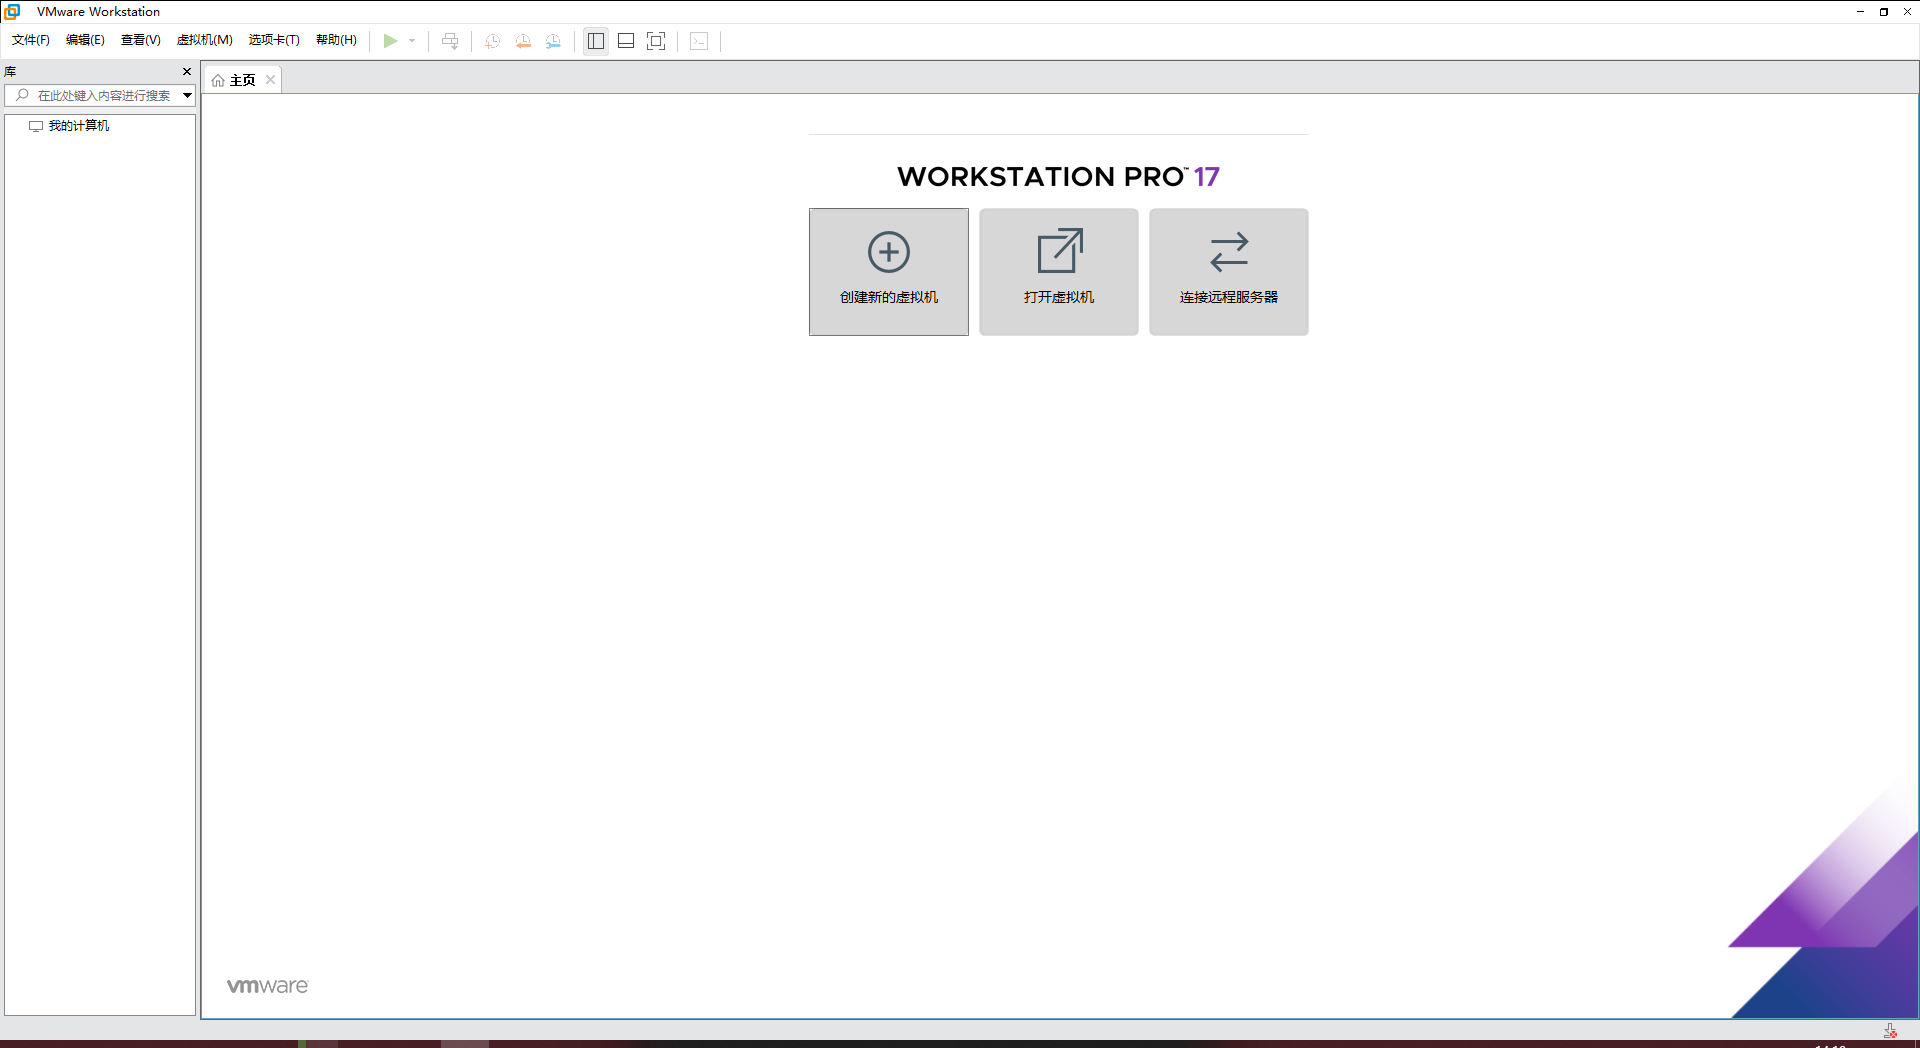 VMware Workstation
文件(F) 编辑(E) 查看(V) 虚拟机(M) 选项卡(T) 帮助(H)
库
主页
在此处键入内容进行搜索
我的计算机
WORKSTATION PRO™ 17
创建新的虚拟机 打开虚拟机 连接远程服务器
vmware